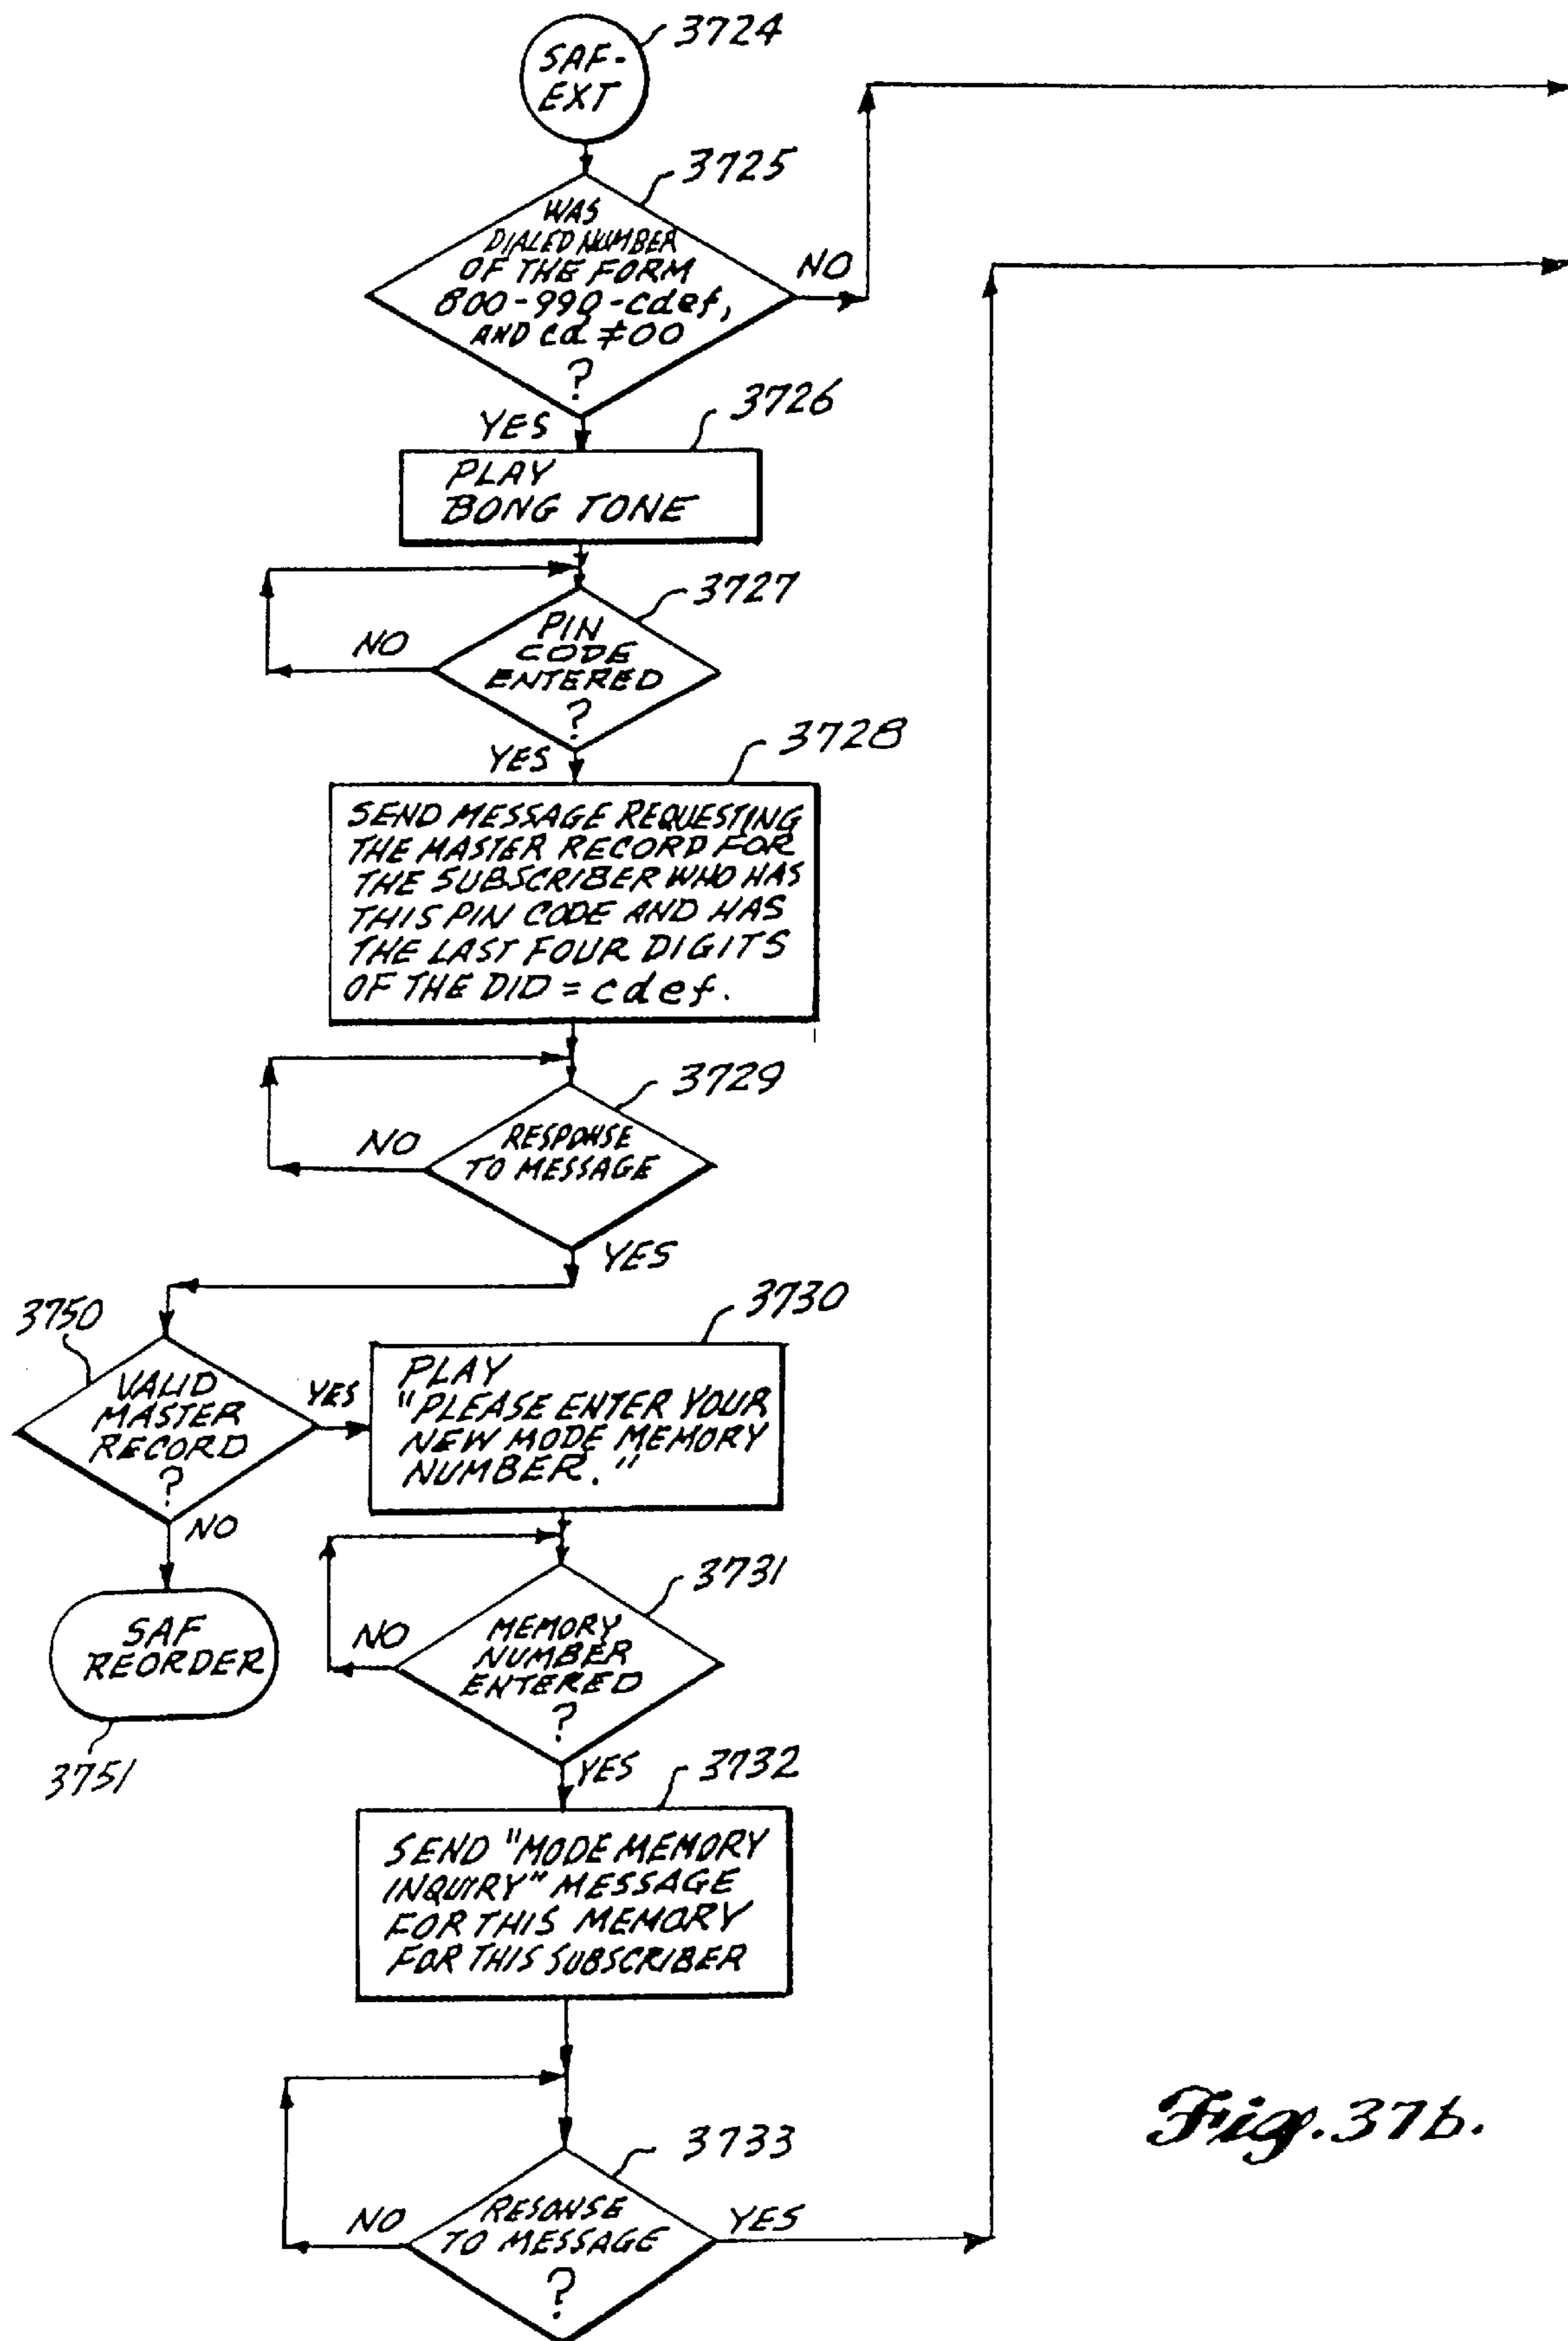 3724
SAF-
EXT
3725
WAS
DIALED NUMBER
OF THE FORM
800-990-cdef,
AND cd ≠ 00
?
NO
YES
3726
PLAY
BONG TONE
3727
PIN
CODE
ENTERED
?
NO
YES
3728
SEND MESSAGE REQUESTING
THE MASTER RECORD FOR
THE SUBSCRIBER WHO HAS
THIS PIN CODE AND HAS
THE LAST FOUR DIGITS
OF THE DID = cdef.
3729
RESPONSE
TO MESSAGE
NO
YES
3750
VALID
MASTER
RECORD
?
YES
NO
SAF
REORDER
3751
3730
PLAY
"PLEASE ENTER YOUR
NEW MODE MEMORY
NUMBER."
3731
MEMORY
NUMBER
ENTERED
?
NO
YES
3732
SEND "MODE MEMORY
INQUIRY" MESSAGE
FOR THIS MEMORY
FOR THIS SUBSCRIBER
3733
RESONSE
TO MESSAGE
?
NO
YES
Fig. 37b.